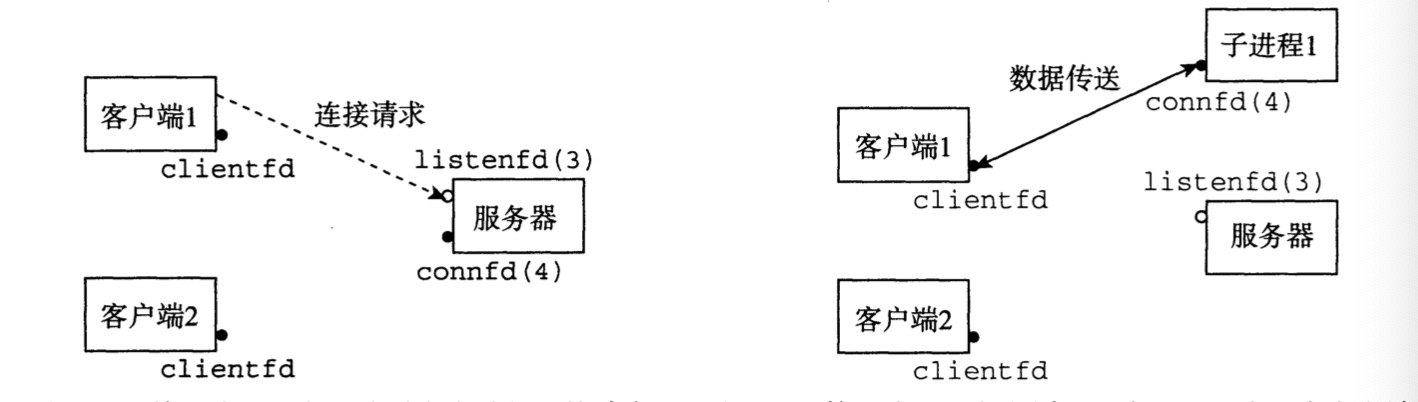 客户端1
clientfd
连接请求
listenfd(3)
服务器
connfd(4)
客户端2
clientfd
子进程1
connfd(4)
数据传送
客户端1
clientfd
listenfd(3)
服务器
客户端2
clientfd